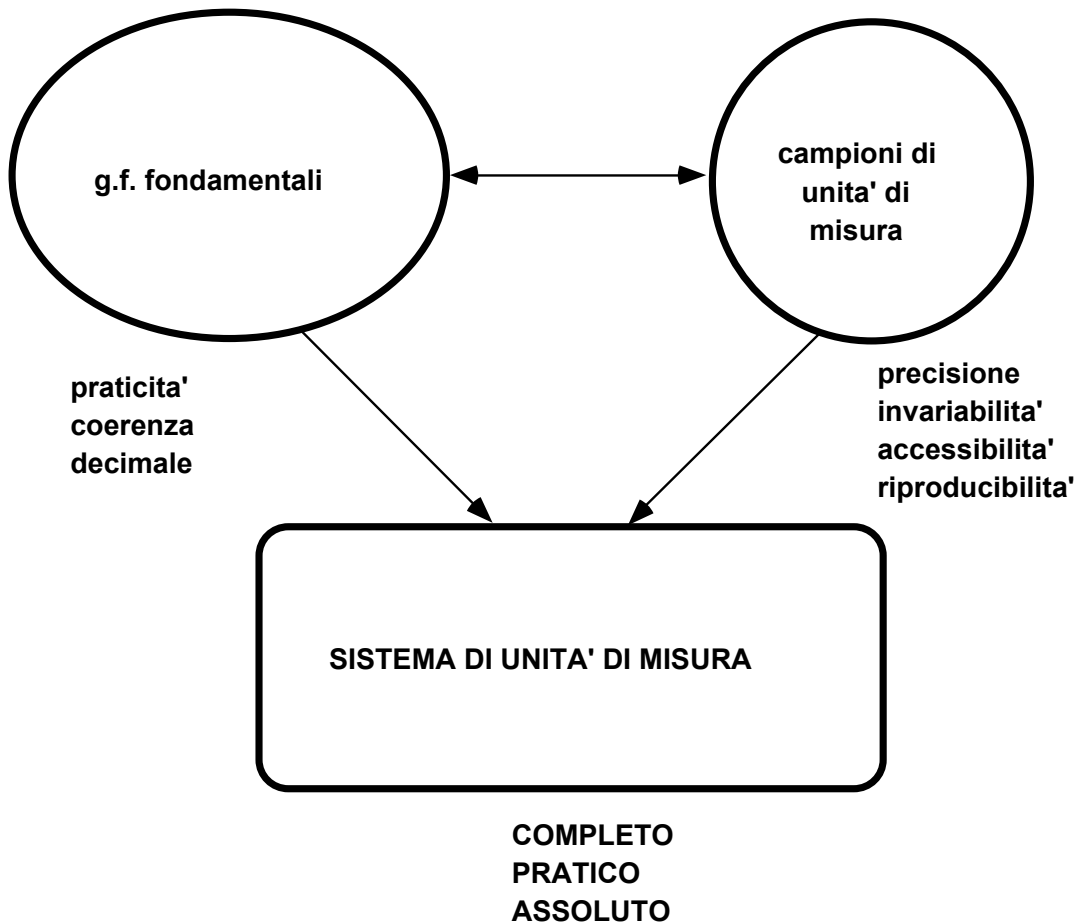 g.f. fondamentali
campioni di
unita' di
misura
praticita'
coerenza
decimale
precisione
invariabilita'
accessibilita'
riproducibilita'
SISTEMA DI UNITA' DI MISURA
COMPLETO
PRATICO
ASSOLUTO